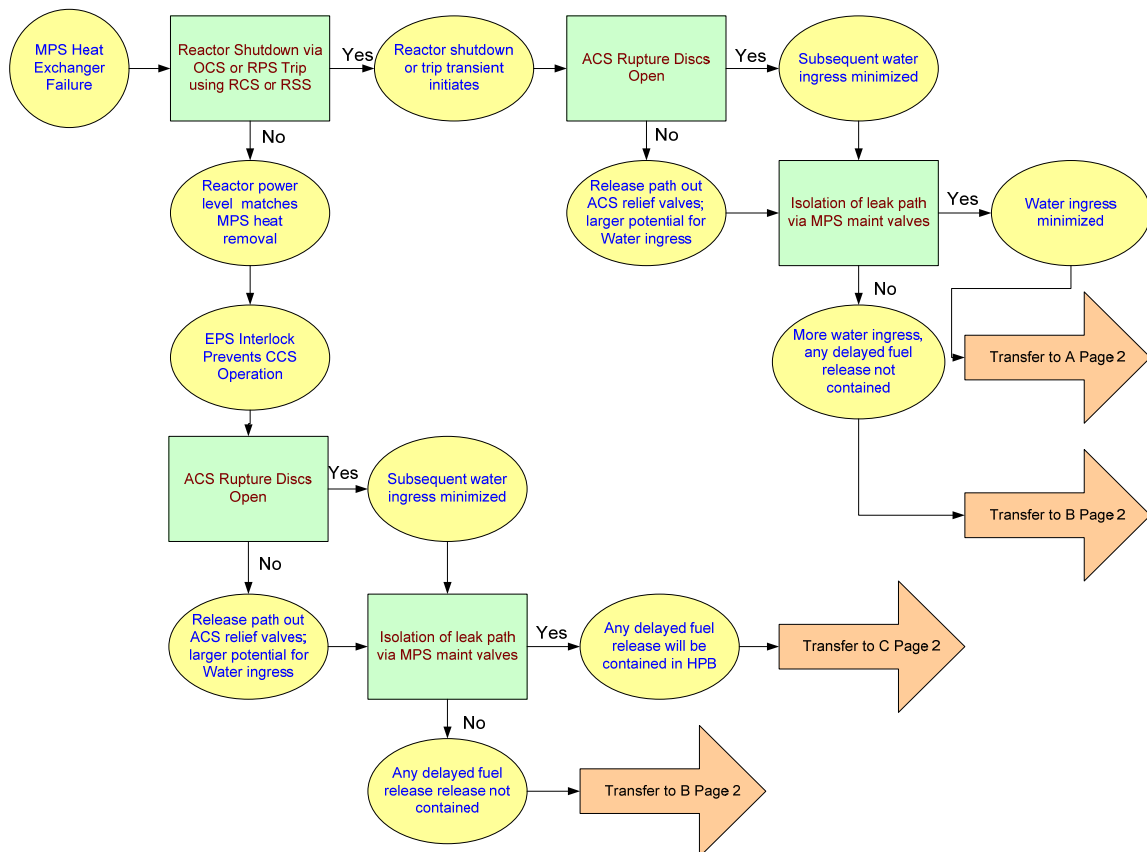 MPS Heat
Exchanger
Failure
Reactor Shutdown via
OCS or RPS Trip
using RCS or RSS
Yes
Reactor shutdown
or trip transient
initiates
ACS Rupture Discs
Open
Yes
Subsequent water
ingress minimized
No
No
Reactor power
level matches
MPS heat
removal
Release path out
ACS relief valves;
larger potential for
Water ingress
Isolation of leak path
via MPS maint valves
Yes
Water ingress
minimized
No
EPS Interlock
Prevents CCS
Operation
More water ingress,
any delayed fuel
release not
contained
Transfer to A Page 2
ACS Rupture Discs
Open
Yes
Subsequent water
ingress minimized
Transfer to B Page 2
No
Release path out
ACS relief valves;
larger potential for
Water ingress
Isolation of leak path
via MPS maint valves
Yes
Any delayed fuel
release will be
contained in HPB
Transfer to C Page 2
No
Any delayed fuel
release release not
contained
Transfer to B Page 2